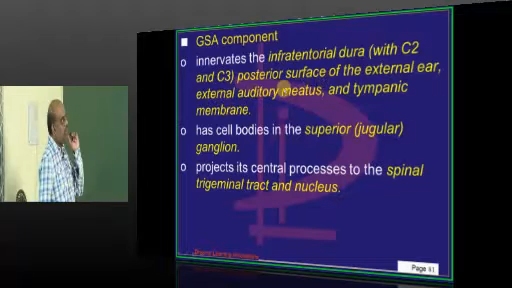 GSA component
innervates the infratentorial dura (with C2
and C3) posterior surface of the external ear,
external auditory meatus, and tympanic
membrane.
has cell bodies in the superior (jugular)
ganglion.
projects its central processes to the spinal
trigeminal tract and nucleus.
Page 81